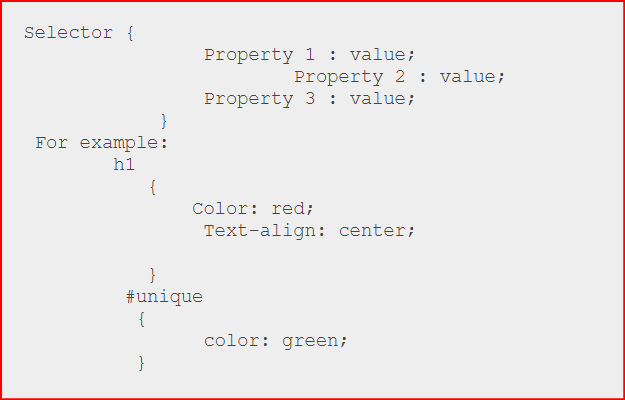 Selector {
Property 1 : value;
Property 2 : value;
Property 3 : value;
}
For example:
h1
{
Color: red;
Text-align: center;
}
#unique
{
color: green;
}